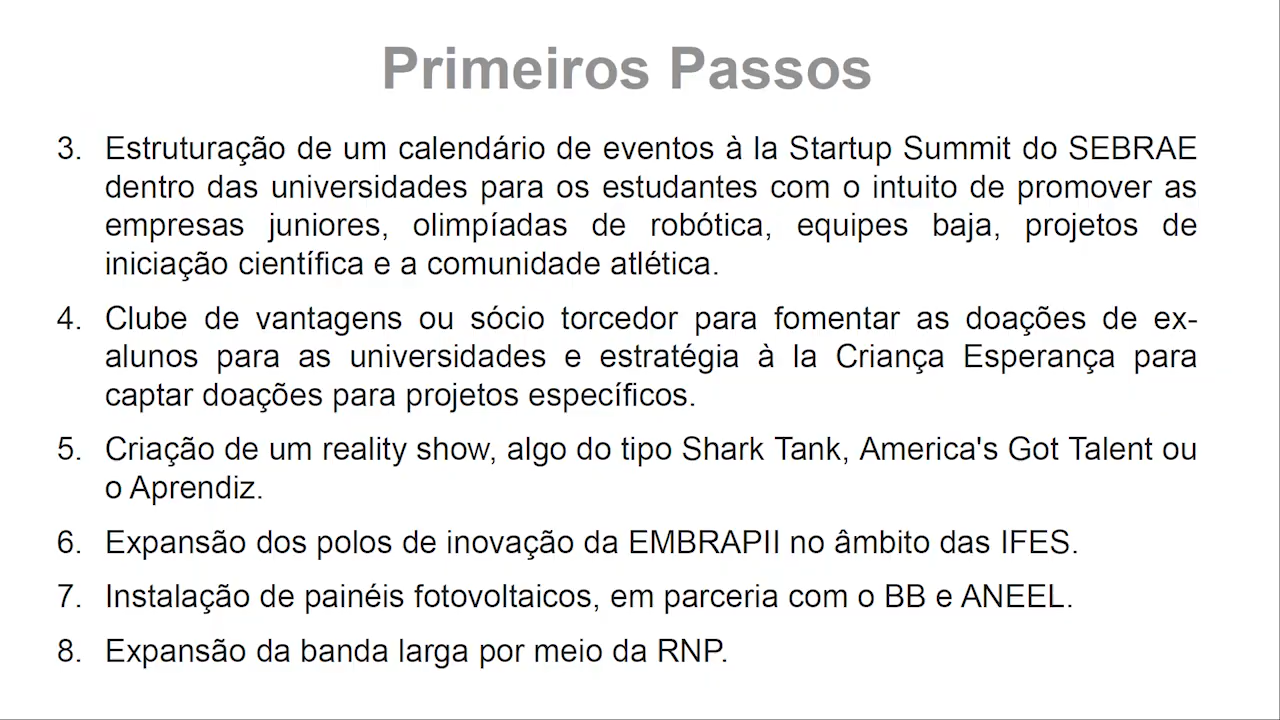 Primeiros Passos
3. Estruturação de um calendário de eventos à la Startup Summit do SEBRAE
dentro das universidades para os estudantes com o intuito de promover as
empresas juniores, olimpíadas de robótica, equipes baja, projetos de
iniciação científica e a comunidade atlética.
4. Clube de vantagens ou sócio torcedor para fomentar as doações de ex-
alunos para as universidades e estratégia à la Criança Esperança para
captar doações para projetos específicos.
5. Criação de um reality show, algo do tipo Shark Tank, America's Got Talent ou
o Aprendiz.
6. Expansão dos polos de inovação da EMBRAPII no âmbito das IFES.
7. Instalação de painéis fotovoltaicos, em parceria com o BB e ANEEL.
8. Expansão da banda larga por meio da RNP.